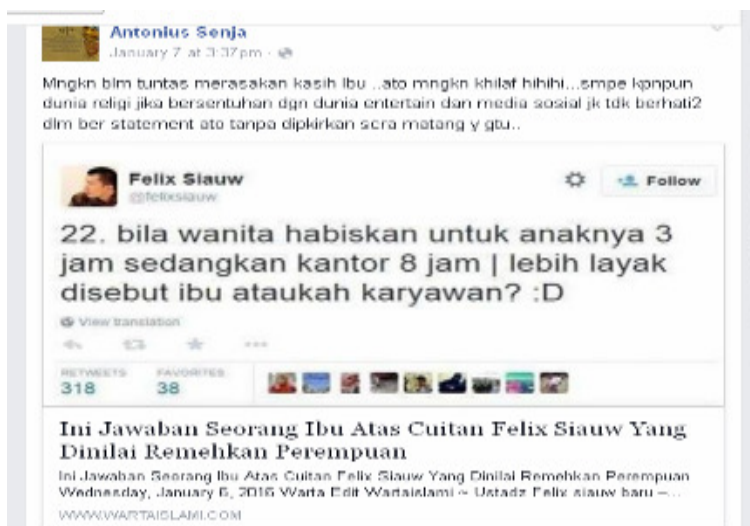 Antonius Senja
January 7 at 3:37pm ·
Mngkn blm tuntas merasakan kasih Ibu ..ato mngkn khilaf hihihi...smpe kpnpun
dunia religi jika bersentuhan dgn dunia entertain dan media sosial jk tdk berhati2
dlm ber statement ato tanpa dipkirkan scra matang y gtu..
Felix Siauw
@felixsiauw
Follow
22. bila wanita habiskan untuk anaknya 3
jam sedangkan kantor 8 jam | lebih layak
disebut ibu ataukah karyawan? :D
View translation
RETWEETS FAVORITES
318 38
Ini Jawaban Seorang Ibu Atas Cuitan Felix Siauw Yang
Dinilai Remehkan Perempuan
Ini Jawaban Seorang Ibu Atas Cuitan Felix Siauw Yang Dinilai Remehkan Perempuan
Wednesday, January 6, 2016 Warta Edit Wartaislami ~ Ustadz Felix siauw baru –...
WWW.WARTAISLAMI.COM